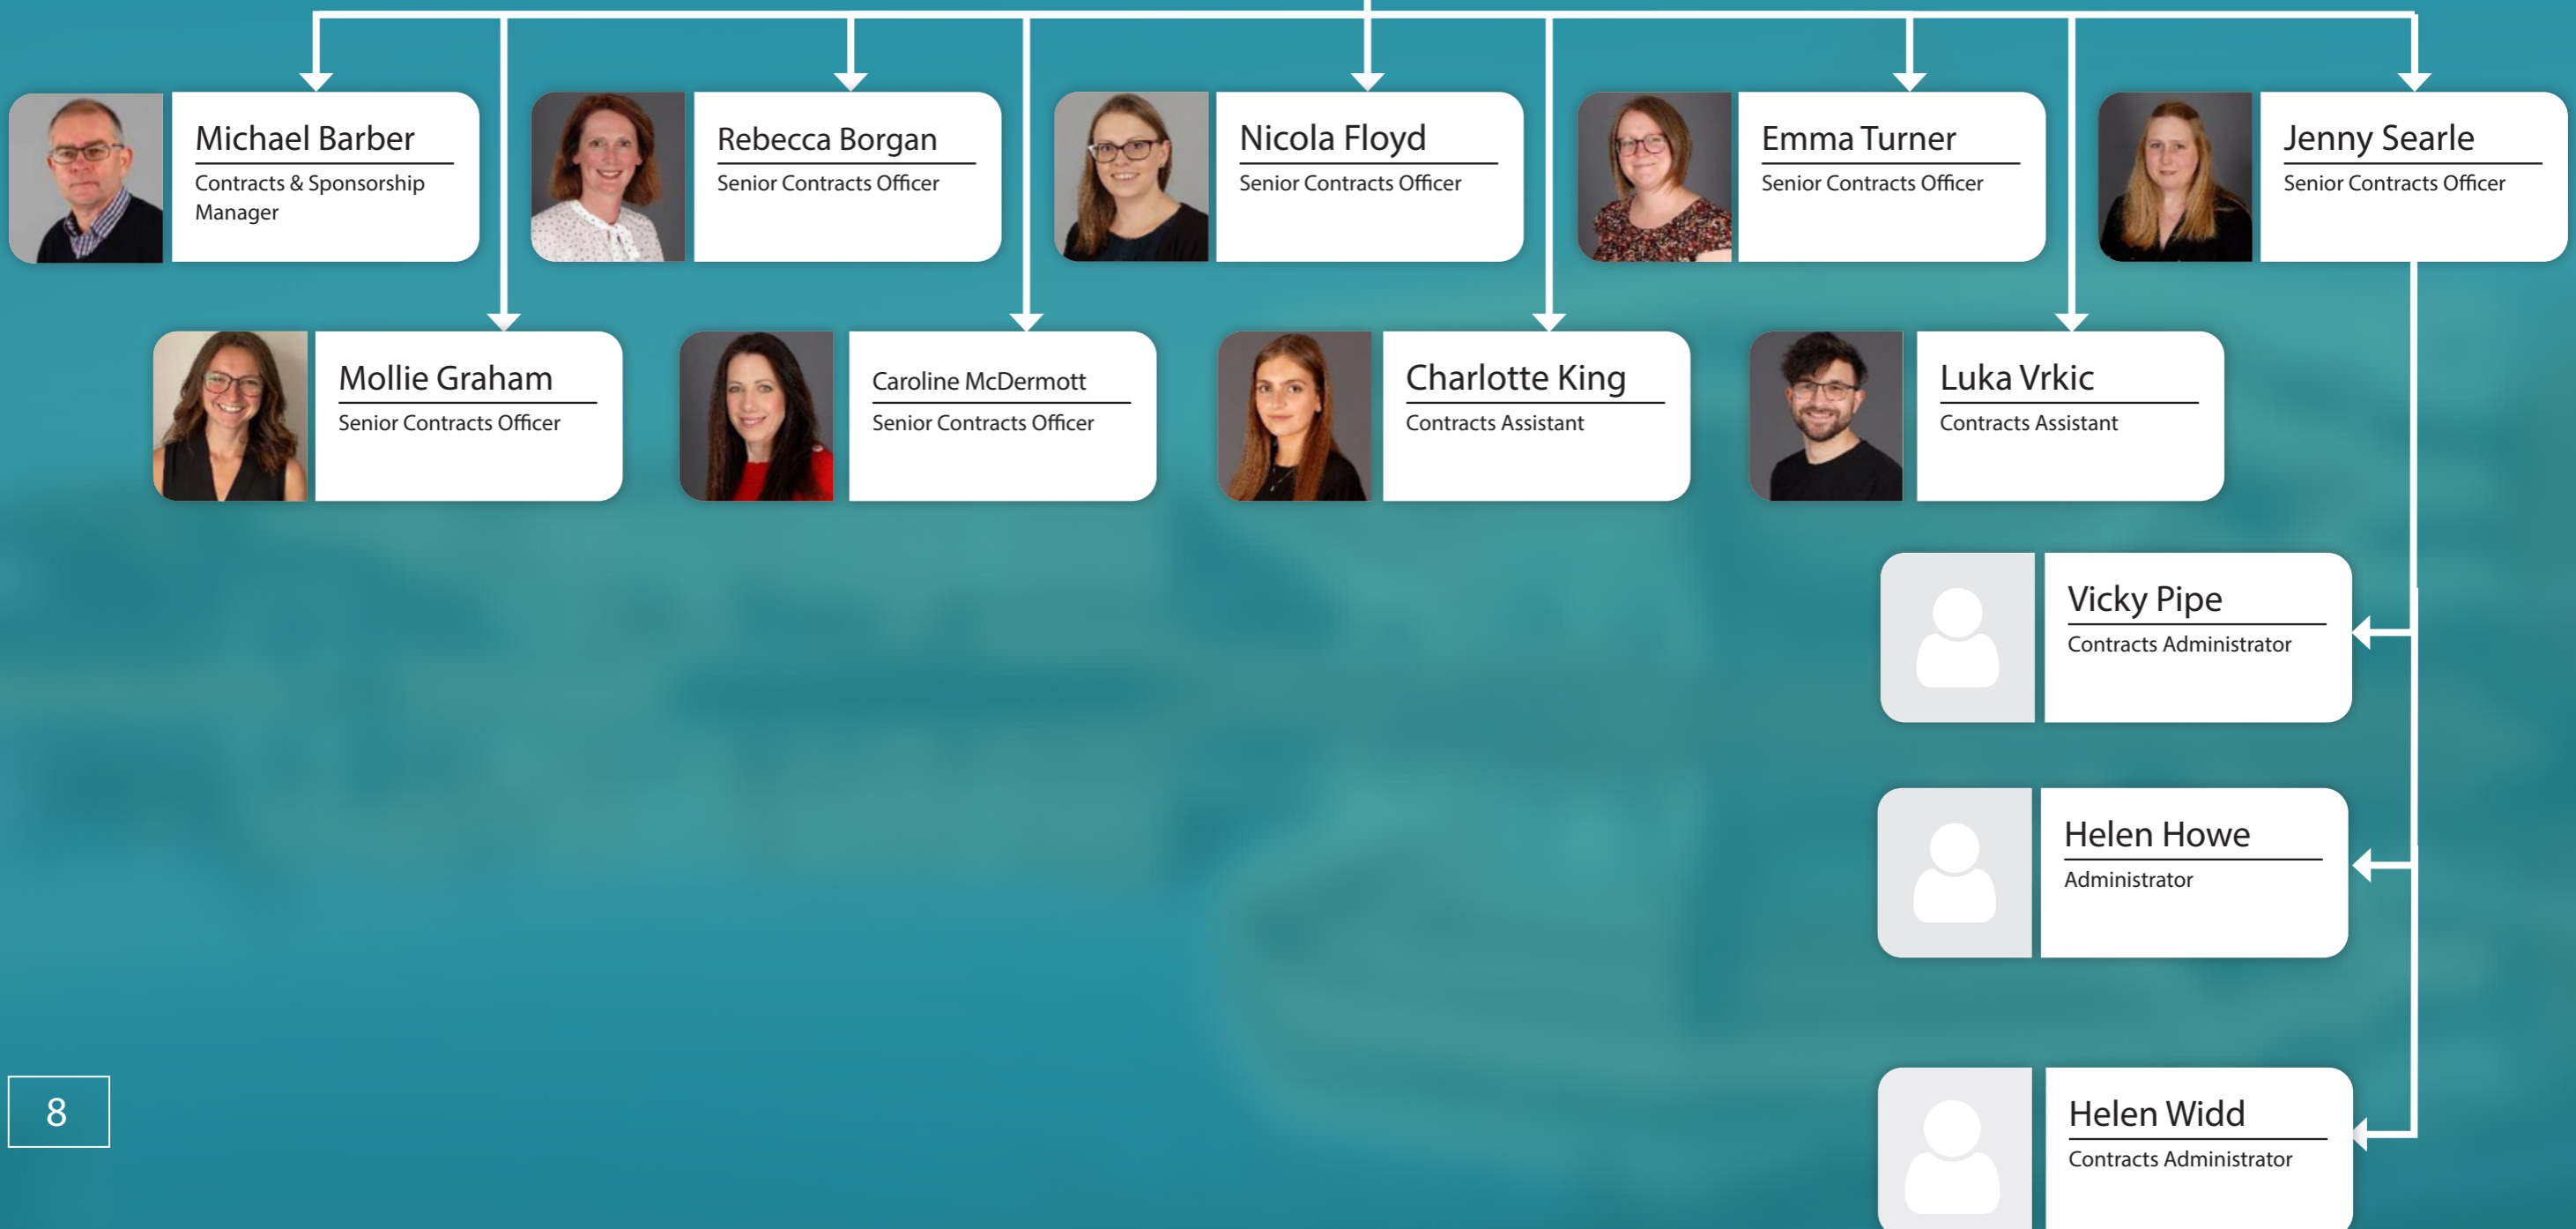 Michael Barber
Contracts & Sponsorship
Manager
Rebecca Borgan
Senior Contracts Officer
Nicola Floyd
Senior Contracts Officer
Emma Turner
Senior Contracts Officer
Jenny Searle
Senior Contracts Officer
Mollie Graham
Senior Contracts Officer
Caroline McDermott
Senior Contracts Officer
Charlotte King
Contracts Assistant
Luka Vrkic
Contracts Assistant
Vicky Pipe
Contracts Administrator
Helen Howe
Administrator
Helen Widd
Contracts Administrator
8